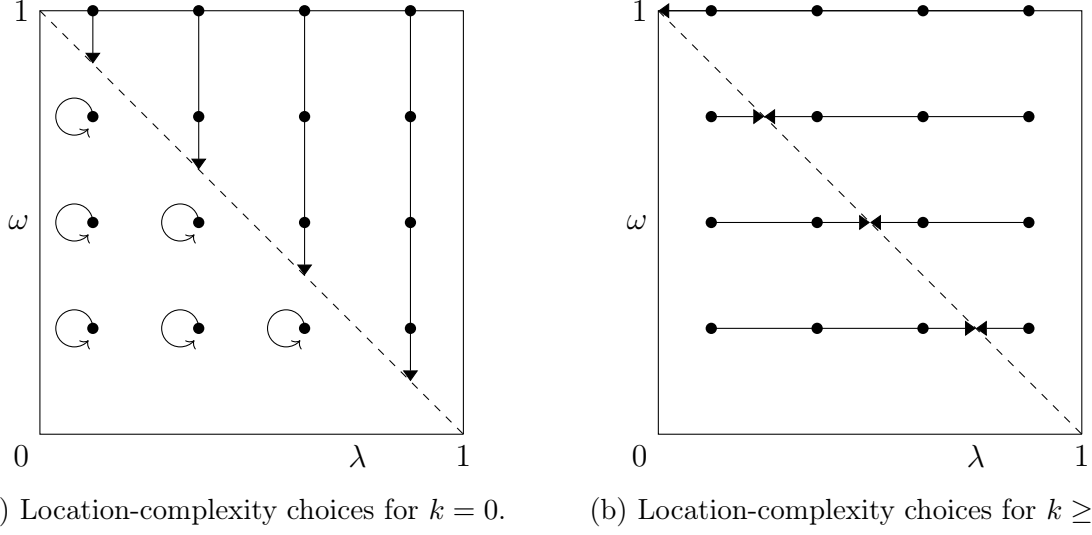 1
ω
0
λ
1
) Location-complexity choices for k = 0.
1
ω
0
λ
1
(b) Location-complexity choices for k ≥